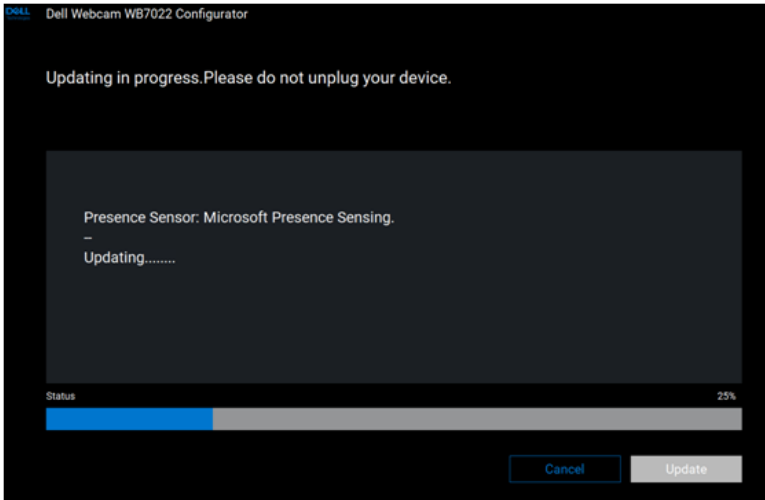 DELL Technologies
Dell Webcam WB7022 Configurator
Updating in progress.Please do not unplug your device.
Presence Sensor: Microsoft Presence Sensing.
–
Updating........
Status
25%
Cancel
Update